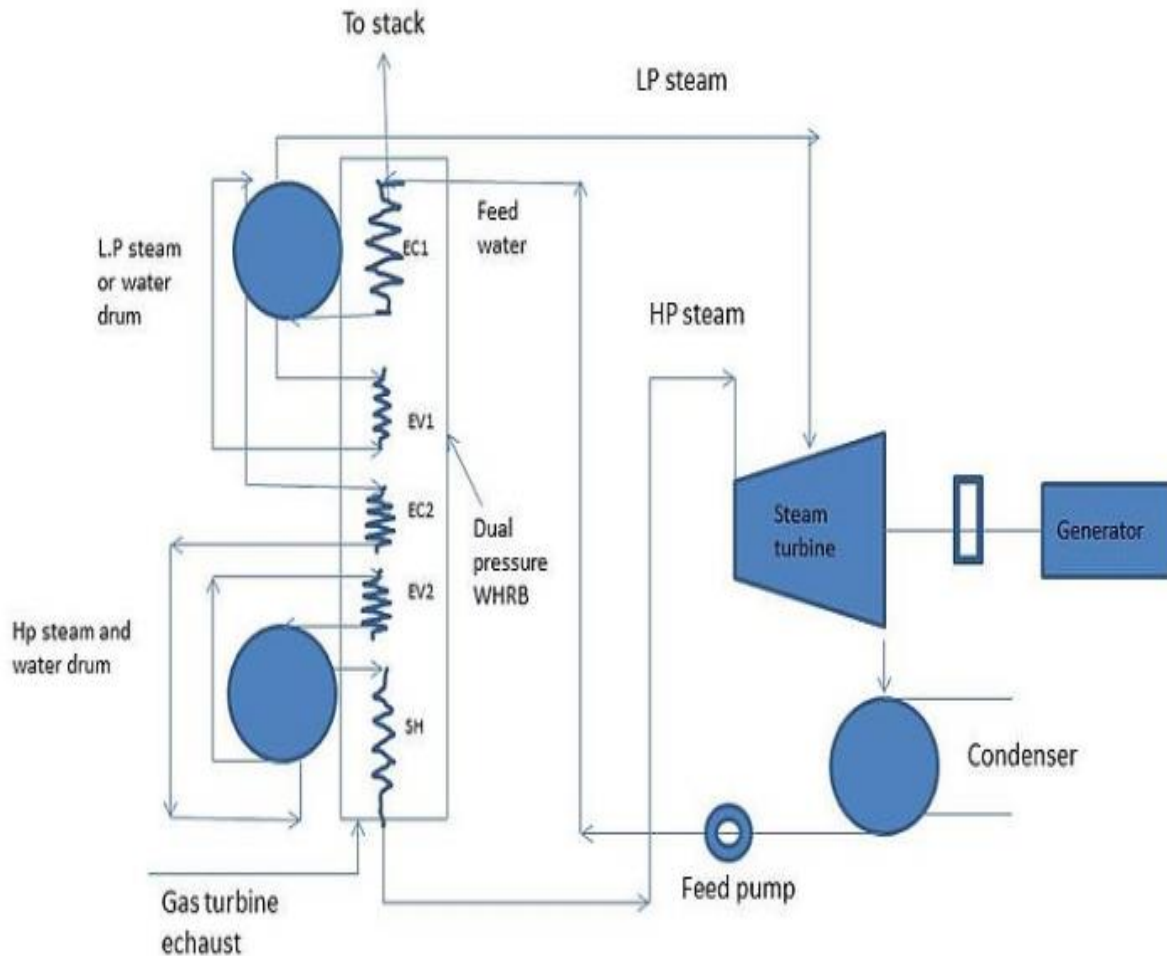 To stack
LP steam
Feed
water
EC1
L.P steam
or water
drum
HP steam
EV1
EC2
Dual
pressure
WHRB
Steam
turbine
Generator
EV2
Hp steam and
water drum
SH
Condenser
Feed pump
Gas turbine
echaust